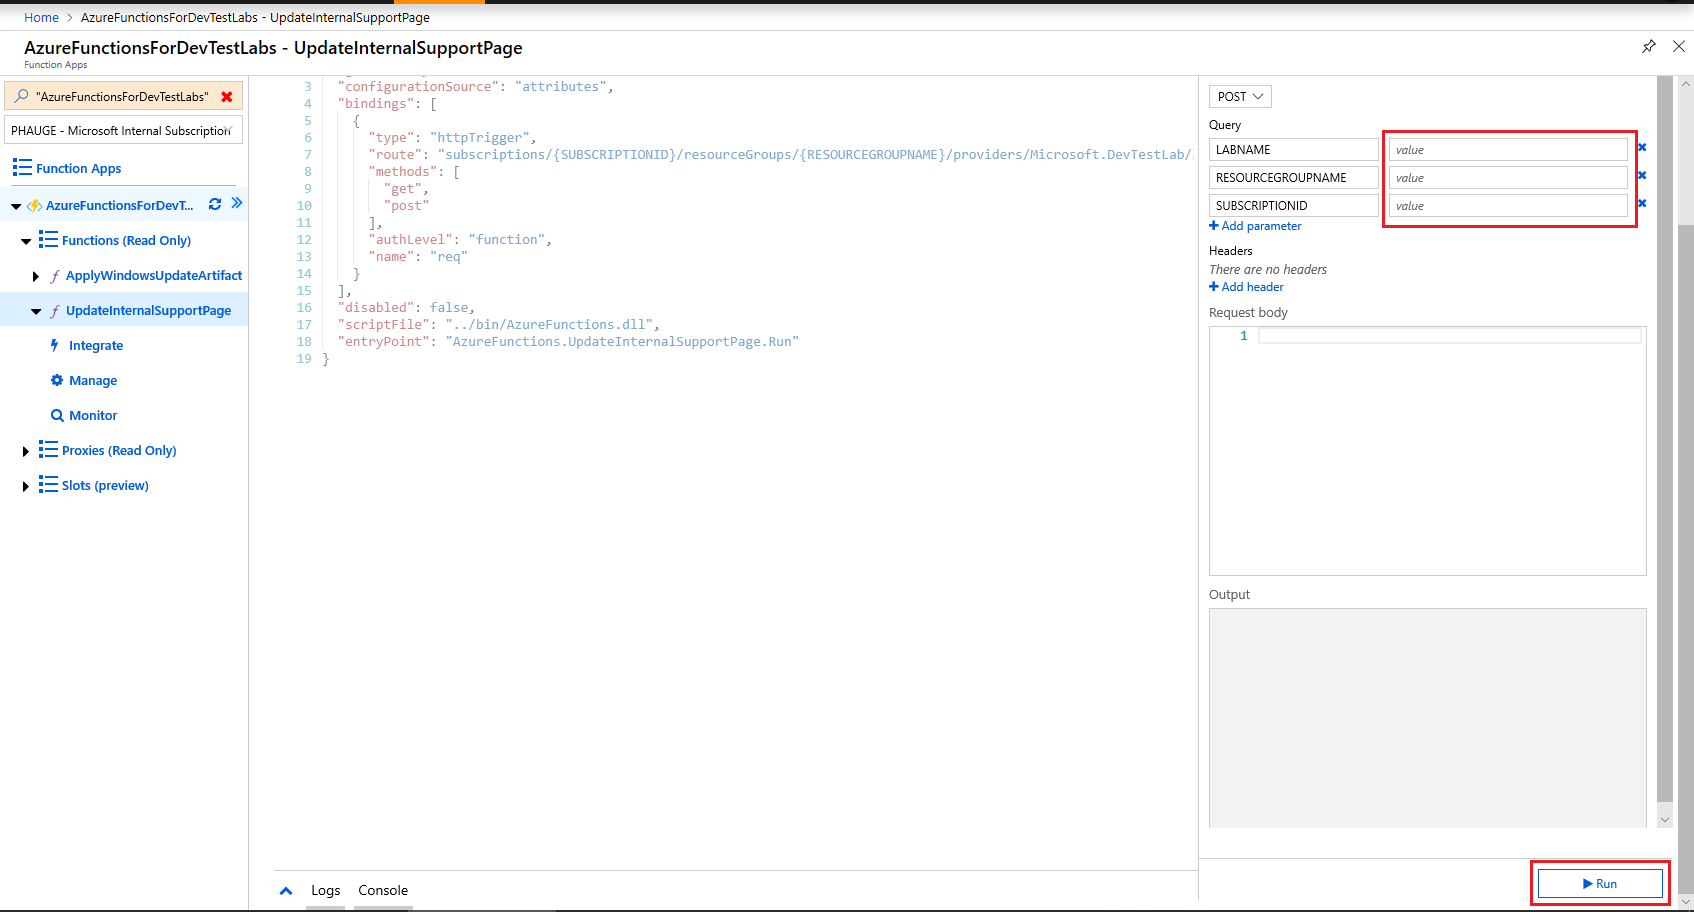 Home > AzureFunctionsForDevTestLabs - UpdateInternalSupportPage
AzureFunctionsForDevTestLabs - UpdateInternalSupportPage
Function Apps
"AzureFunctionsForDevTestLabs"
PHAUGE - Microsoft Internal Subscription
Function Apps
AzureFunctionsForDevT...
Functions (Read Only)
ApplyWindowsUpdateArtifact
UpdateInternalSupportPage
Integrate
Manage
Monitor
Proxies (Read Only)
Slots (preview)
3 "configurationSource": "attributes",
4 "bindings": [
5 {
6 "type": "httpTrigger",
7 "route": "subscriptions/{SUBSCRIPTIONID}/resourceGroups/{RESOURCEGROUPNAME}/providers/Microsoft.DevTestLab/
8 "methods": [
9 "get",
10 "post"
11 ],
12 "authLevel": "function",
13 "name": "req"
14 }
15 ],
16 "disabled": false,
17 "scriptFile": "../bin/AzureFunctions.dll",
18 "entryPoint": "AzureFunctions.UpdateInternalSupportPage.Run"
19 }
Logs Console
POST
Query
LABNAME value
RESOURCEGROUPNAME value
SUBSCRIPTIONID value
Add parameter
Headers
There are no headers
Add header
Request body
1
Output
Run